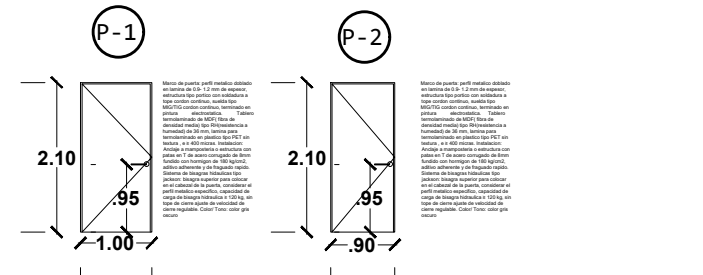 P-1
P-2
Marco de puerta: perfil metalico doblado
en lamina de 0.9- 1.2 mm de espesor,
estructura tipo portico con soldadura a
tope cordon continuo, suelda tipo
MIG/TIG cordon continuo, terminado en
pintura electrostatica. Tablero
termolaminado de MDF( fibra de
densidad media) tipo RH(resistencia a
humedad) de 36 mm, lamina para
termolaminado en plastico tipo PET sin
textura , e ± 400 micras. Instalacion:
Anclaje a mamposteria o estructura con
patas en T de acero corrugado de 8mm
fundido con hormigon de 180 kg/cm2,
aditivo adherente y de fraguado rapido.
Sistema de bisagras hidaulicas tipo
jackson: bisagra superior para colocar
en el cabezal de la puerta, considerar el
perfil metalico especifico, capacidad de
carga de bisagra hidraulica ± 120 kg, sin
tope de cierre ajuste de velocidad de
cierre regulable. Color/ Tono: color gris
oscuro
2.10
.95
1.00
Marco de puerta: perfil metalico doblado
en lamina de 0.9- 1.2 mm de espesor,
estructura tipo portico con soldadura a
tope cordon continuo, suelda tipo
MIG/TIG cordon continuo, terminado en
pintura electrostatica. Tablero
termolaminado de MDF( fibra de
densidad media) tipo RH(resistencia a
humedad) de 36 mm, lamina para
termolaminado en plastico tipo PET sin
textura , e ± 400 micras. Instalacion:
Anclaje a mamposteria o estructura con
patas en T de acero corrugado de 8mm
fundido con hormigon de 180 kg/cm2,
aditivo adherente y de fraguado rapido.
Sistema de bisagras hidaulicas tipo
jackson: bisagra superior para colocar
en el cabezal de la puerta, considerar el
perfil metalico especifico, capacidad de
carga de bisagra hidraulica ± 120 kg, sin
tope de cierre ajuste de velocidad de
cierre regulable. Color/ Tono: color gris
oscuro
2.10
.95
.90